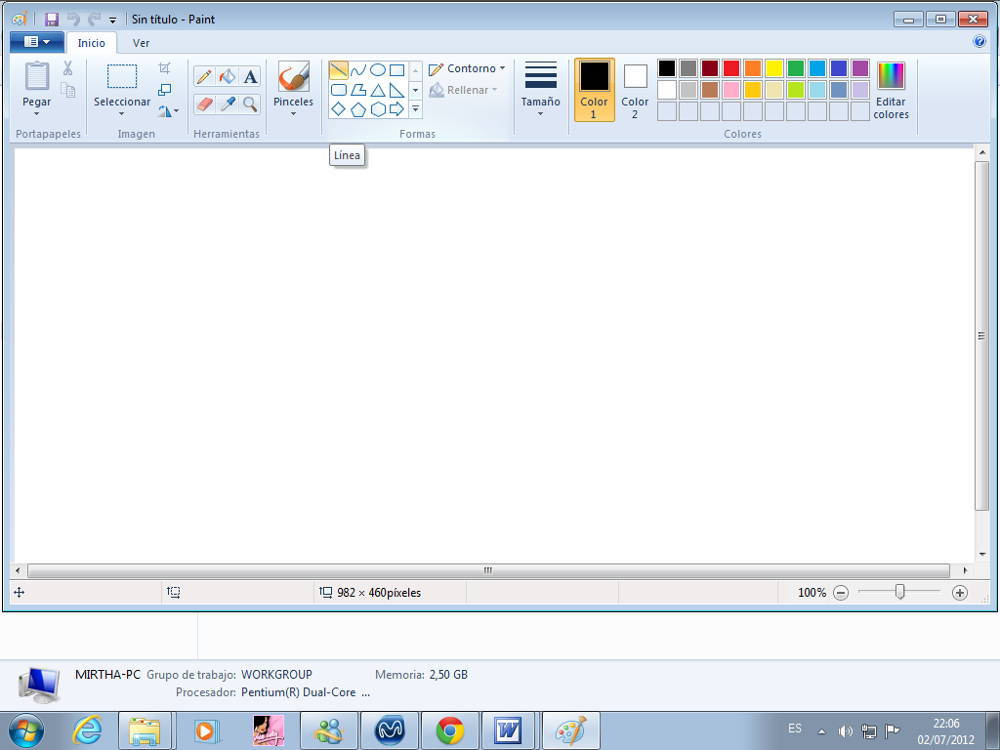 Sin título - Paint
Inicio Ver
Pegar
Seleccionar
Pinceles
Contorno
Rellenar
Tamaño
Color 1
Color 2
Editar colores
Portapapeles Imagen Herramientas Formas Colores
Línea
982 × 460píxeles 100%
MIRTHA-PC Grupo de trabajo: WORKGROUP Memoria: 2,50 GB
Procesador: Pentium(R) Dual-Core ...
ES 22:06
02/07/2012